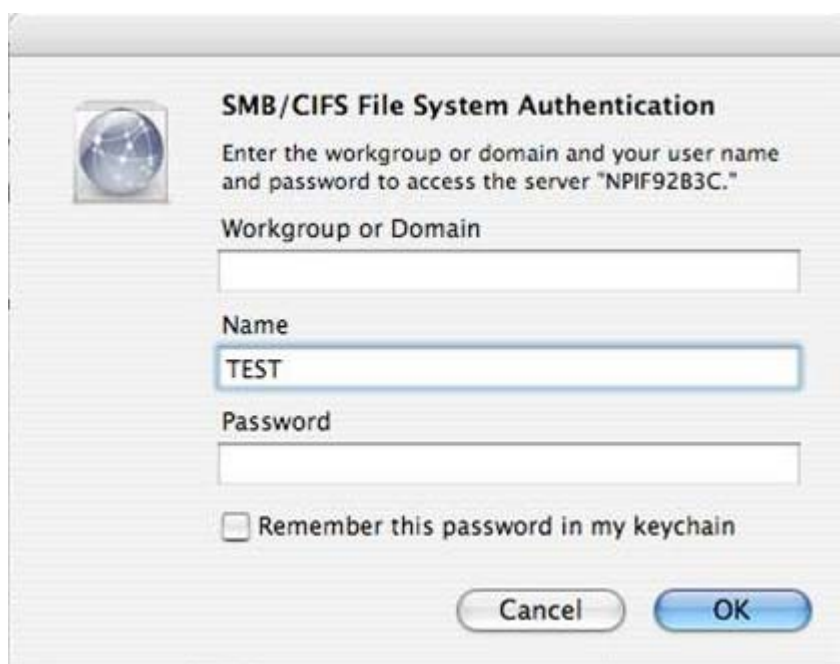 SMB/CIFS File System Authentication
Enter the workgroup or domain and your user name
and password to access the server "NPIF92B3C."
Workgroup or Domain
Name
TEST
Password
Remember this password in my keychain
Cancel OK